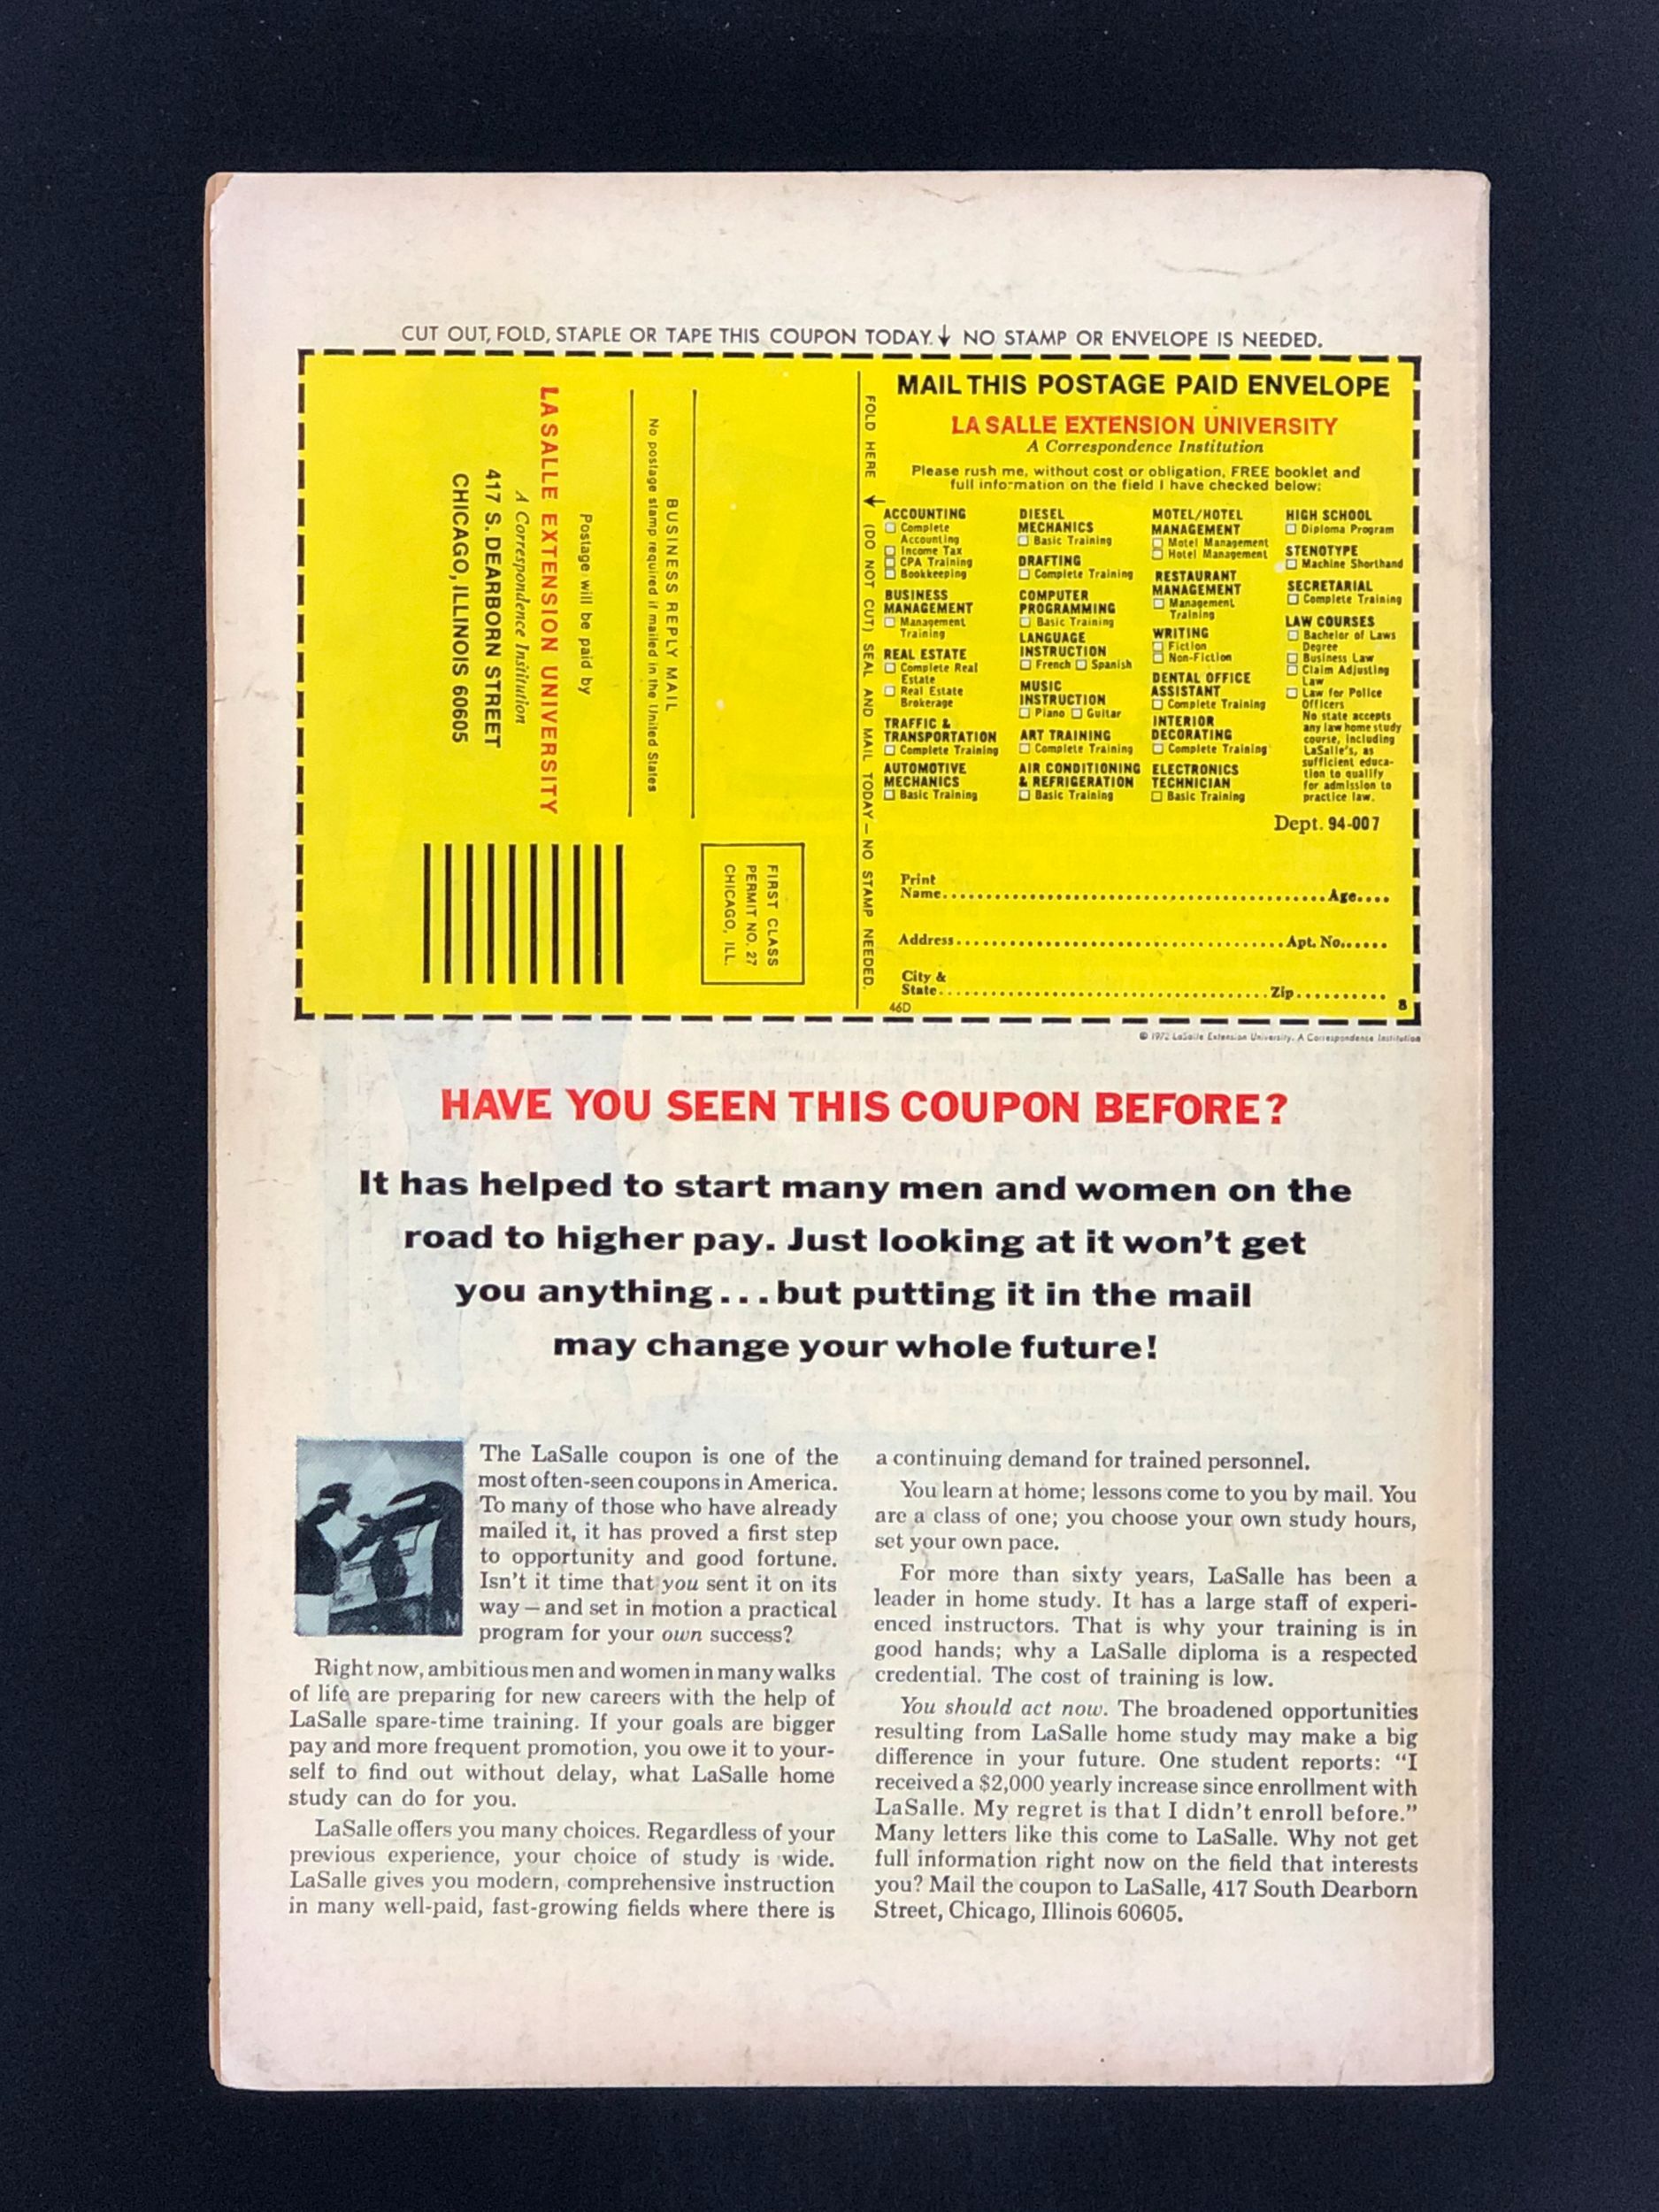 CUT OUT, FOLD, STAPLE OR TAPE THIS COUPON TODAY. ↓ NO STAMP OR ENVELOPE IS NEEDED.
BUSINESS REPLY MAIL
No postage stamp required if mailed in the United States
Postage will be paid by
LA SALLE EXTENSION UNIVERSITY
A Correspondence Institution
417 S. DEARBORN STREET
CHICAGO, ILLINOIS 60605
FIRST CLASS
PERMIT NO. 27
CHICAGO, ILL.
FOLD HERE ↓ (DO NOT CUT) SEAL AND MAIL TODAY — NO STAMP NEEDED.
MAIL THIS POSTAGE PAID ENVELOPE
LA SALLE EXTENSION UNIVERSITY
A Correspondence Institution
Please rush me, without cost or obligation, FREE booklet and
full information on the field I have checked below:
ACCOUNTING
☐ Complete
Accounting
☐ Income Tax
☐ CPA Training
☐ Bookkeeping
BUSINESS
MANAGEMENT
☐ Management
Training
REAL ESTATE
☐ Complete Real
Estate
☐ Real Estate
Brokerage
TRAFFIC &
TRANSPORTATION
☐ Complete Training
AUTOMOTIVE
MECHANICS
☐ Basic Training
DIESEL
MECHANICS
☐ Basic Training
DRAFTING
☐ Complete Training
COMPUTER
PROGRAMMING
☐ Basic Training
LANGUAGE
INSTRUCTION
☐ French ☐ Spanish
MUSIC
INSTRUCTION
☐ Piano ☐ Guitar
ART TRAINING
☐ Complete Training
AIR CONDITIONING
& REFRIGERATION
☐ Basic Training
MOTEL/HOTEL
MANAGEMENT
☐ Motel Management
☐ Hotel Management
RESTAURANT
MANAGEMENT
☐ Management
Training
WRITING
☐ Fiction
☐ Non-Fiction
DENTAL OFFICE
ASSISTANT
☐ Complete Training
INTERIOR
DECORATING
☐ Complete Training
ELECTRONICS
TECHNICIAN
☐ Basic Training
HIGH SCHOOL
☐ Diploma Program
STENOTYPE
☐ Machine Shorthand
SECRETARIAL
☐ Complete Training
LAW COURSES
☐ Bachelor of Laws
Degree
☐ Business Law
☐ Claim Adjusting
Law
☐ Law for Police
Officers
No state accepts
any law home study
course, including
LaSalle's, as
sufficient educa-
tion to qualify
for admission to
practice law.
Dept. 94-007
Print
Name.....Age....
Address.....Apt. No......
City &
State.....Zip..........
46D
8
© 1972 LaSalle Extension University. A Correspondence Institution
HAVE YOU SEEN THIS COUPON BEFORE?
It has helped to start many men and women on the
road to higher pay. Just looking at it won't get
you anything...but putting it in the mail
may change your whole future!
The LaSalle coupon is one of the
most often-seen coupons in America.
To many of those who have already
mailed it, it has proved a first step
to opportunity and good fortune.
Isn't it time that you sent it on its
way — and set in motion a practical
program for your own success?
Right now, ambitious men and women in many walks
of life are preparing for new careers with the help of
LaSalle spare-time training. If your goals are bigger
pay and more frequent promotion, you owe it to your-
self to find out without delay, what LaSalle home
study can do for you.
LaSalle offers you many choices. Regardless of your
previous experience, your choice of study is wide.
LaSalle gives you modern, comprehensive instruction
in many well-paid, fast-growing fields where there is
a continuing demand for trained personnel.
You learn at home; lessons come to you by mail. You
are a class of one; you choose your own study hours,
set your own pace.
For more than sixty years, LaSalle has been a
leader in home study. It has a large staff of experi-
enced instructors. That is why your training is in
good hands; why a LaSalle diploma is a respected
credential. The cost of training is low.
You should act now. The broadened opportunities
resulting from LaSalle home study may make a big
difference in your future. One student reports: "I
received a $2,000 yearly increase since enrollment with
LaSalle. My regret is that I didn't enroll before."
Many letters like this come to LaSalle. Why not get
full information right now on the field that interests
you? Mail the coupon to LaSalle, 417 South Dearborn
Street, Chicago, Illinois 60605.